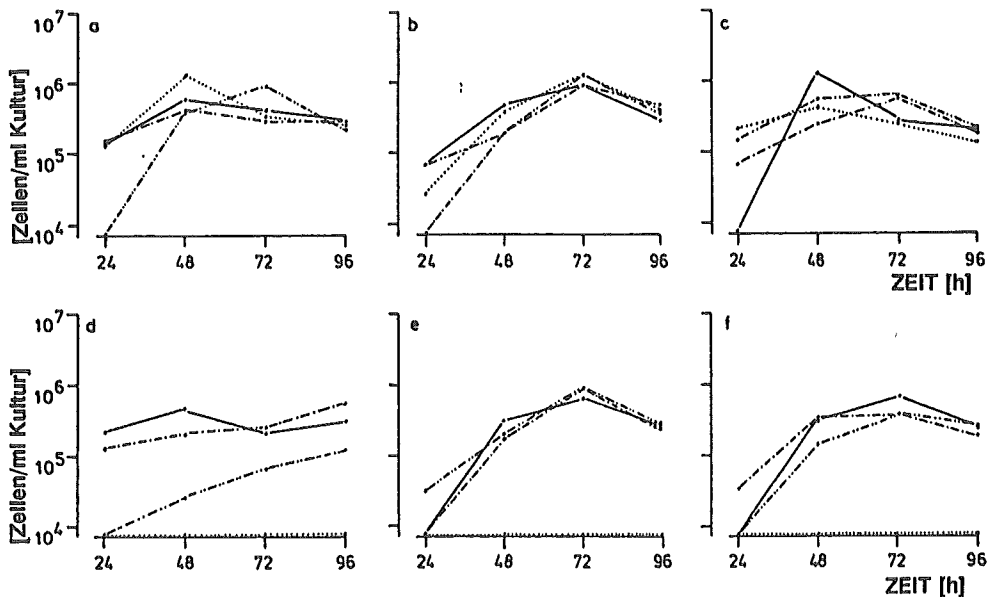 10⁷ a b c
10⁶
10⁵
10⁴
[Zellen/ml Kultur]
24 48 72 96 24 48 72 96 24 48 72 96
ZEIT [h]
10⁷ d e f
10⁶
10⁵
10⁴
[Zellen/ml Kultur]
24 48 72 96 24 48 72 96 24 48 72 96
ZEIT [h]